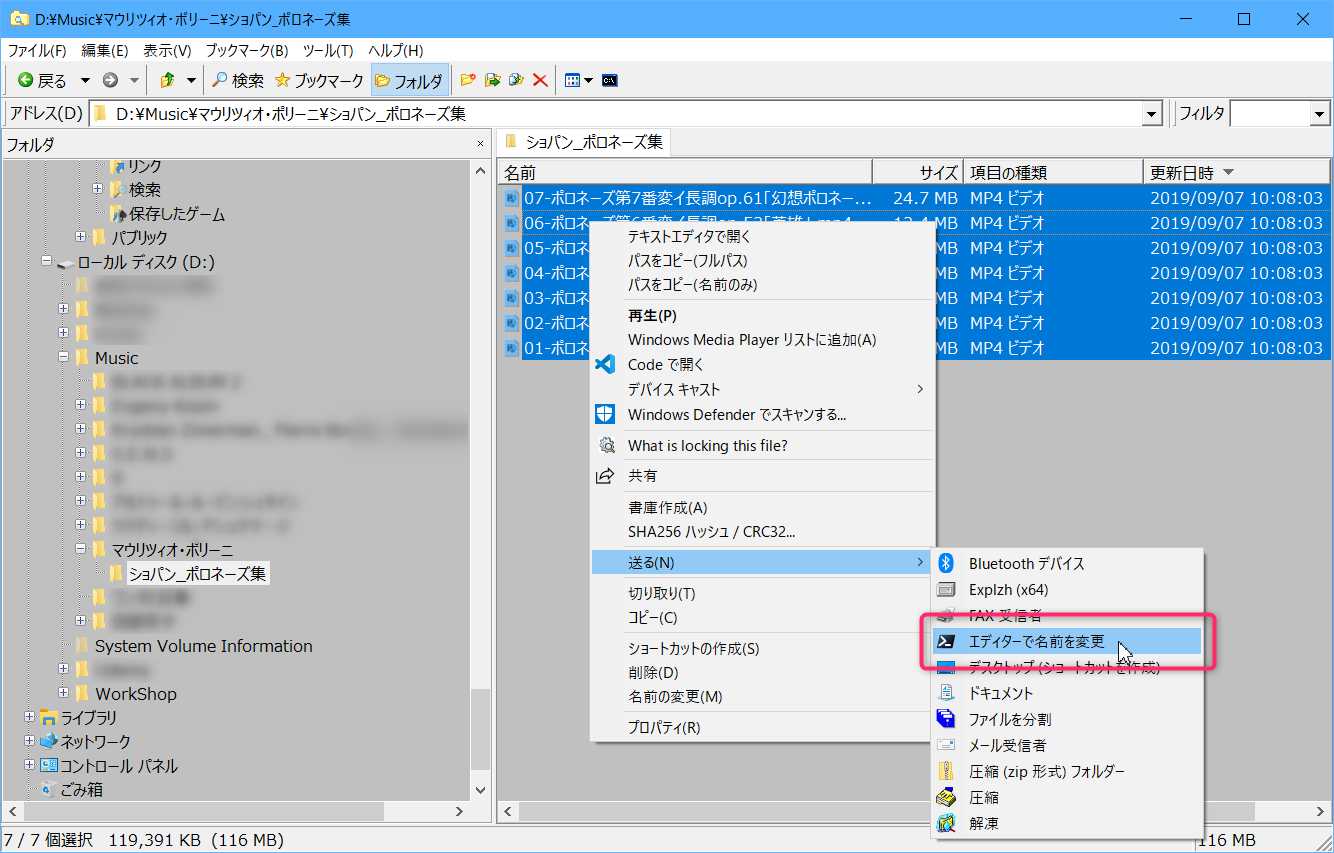 D:¥Music¥マウリツィオ・ポリーニ¥ショパン_ポロネーズ集
ファイル(F) 編集(E) 表示(V) ブックマーク(B) ツール(T) ヘルプ(H)
戻る 検索 ブックマーク フォルダ
アドレス(D) D:¥Music¥マウリツィオ・ポリーニ¥ショパン_ポロネーズ集 フィルタ
フォルダ
リンク
検索
保存したゲーム
パブリック
ローカル ディスク (D:)
Music
マウリツィオ・ポリーニ
ショパン_ポロネーズ集
System Volume Information
WorkShop
ライブラリ
ネットワーク
コントロール パネル
ごみ箱
ショパン_ポロネーズ集
名前 サイズ 項目の種類 更新日時
07-ポロネーズ第7番変イ長調op.61「幻想ポロネー... 24.7 MB MP4 ビデオ 2019/09/07 10:08:03
06-ポロネーズ第6番変イ長調op.53「英雄」.mp4 MB MP4 ビデオ 2019/09/07 10:08:03
05-ポロネ MB MP4 ビデオ 2019/09/07 10:08:03
04-ポロネ MB MP4 ビデオ 2019/09/07 10:08:03
03-ポロネ MB MP4 ビデオ 2019/09/07 10:08:03
02-ポロネ MB MP4 ビデオ 2019/09/07 10:08:03
01-ポロネ MB MP4 ビデオ 2019/09/07 10:08:03
テキストエディタで開く
パスをコピー(フルパス)
パスをコピー(名前のみ)
再生(P)
Windows Media Player リストに追加(A)
Code で開く
デバイス キャスト
Windows Defender でスキャンする...
What is locking this file?
共有
書庫作成(A)
SHA256 ハッシュ / CRC32...
送る(N)
切り取り(T)
コピー(C)
ショートカットの作成(S)
削除(D)
名前の変更(M)
プロパティ(R)
Bluetooth デバイス
Explzh (x64)
FAX 受信者
エディターで名前を変更
デスクトップ (ショートカットを作成)
ドキュメント
ファイルを分割
メール受信者
圧縮 (zip 形式) フォルダー
圧縮
解凍
7 / 7 個選択 119,391 KB (116 MB) 116 MB